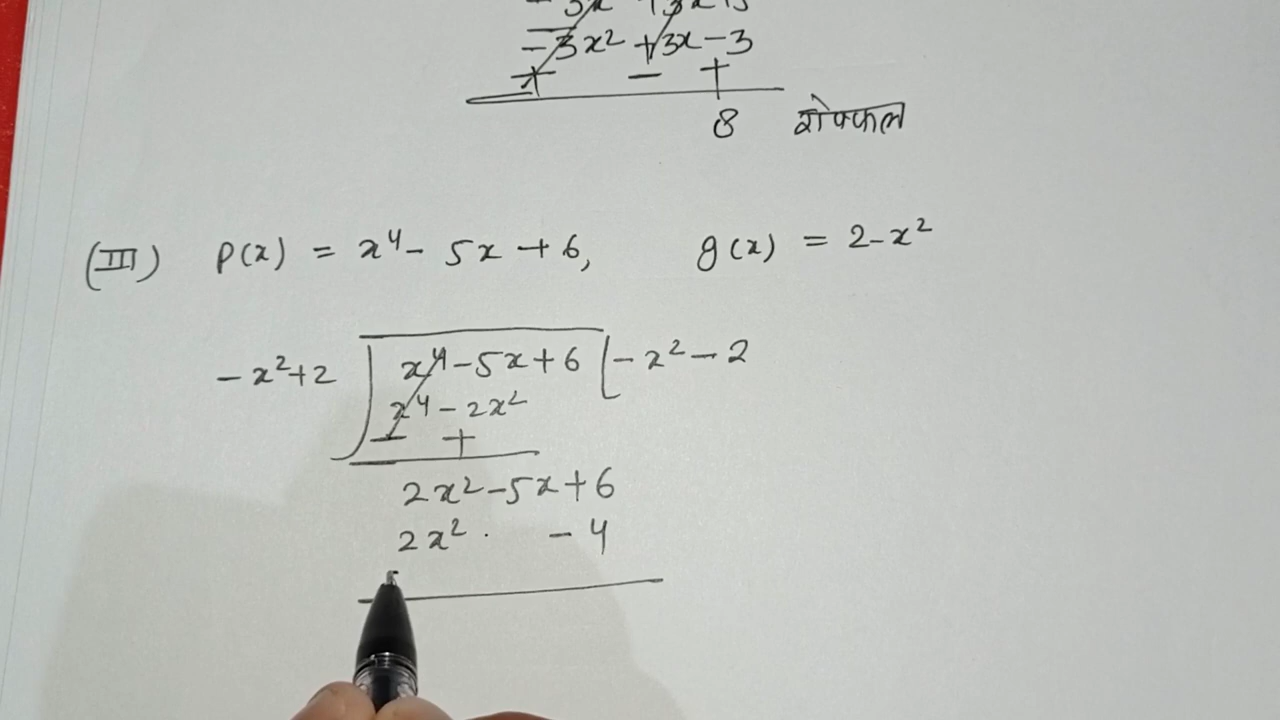 - 3x² + 3x - 3
+ - +
8 शेषफल
(III) P(x) = x⁴ - 5x + 6, g(x) = 2-x²
-x²+2 x⁴-5x+6 -x²-2
x⁴-2x²
- +
2x²-5x+6
2x² - 4